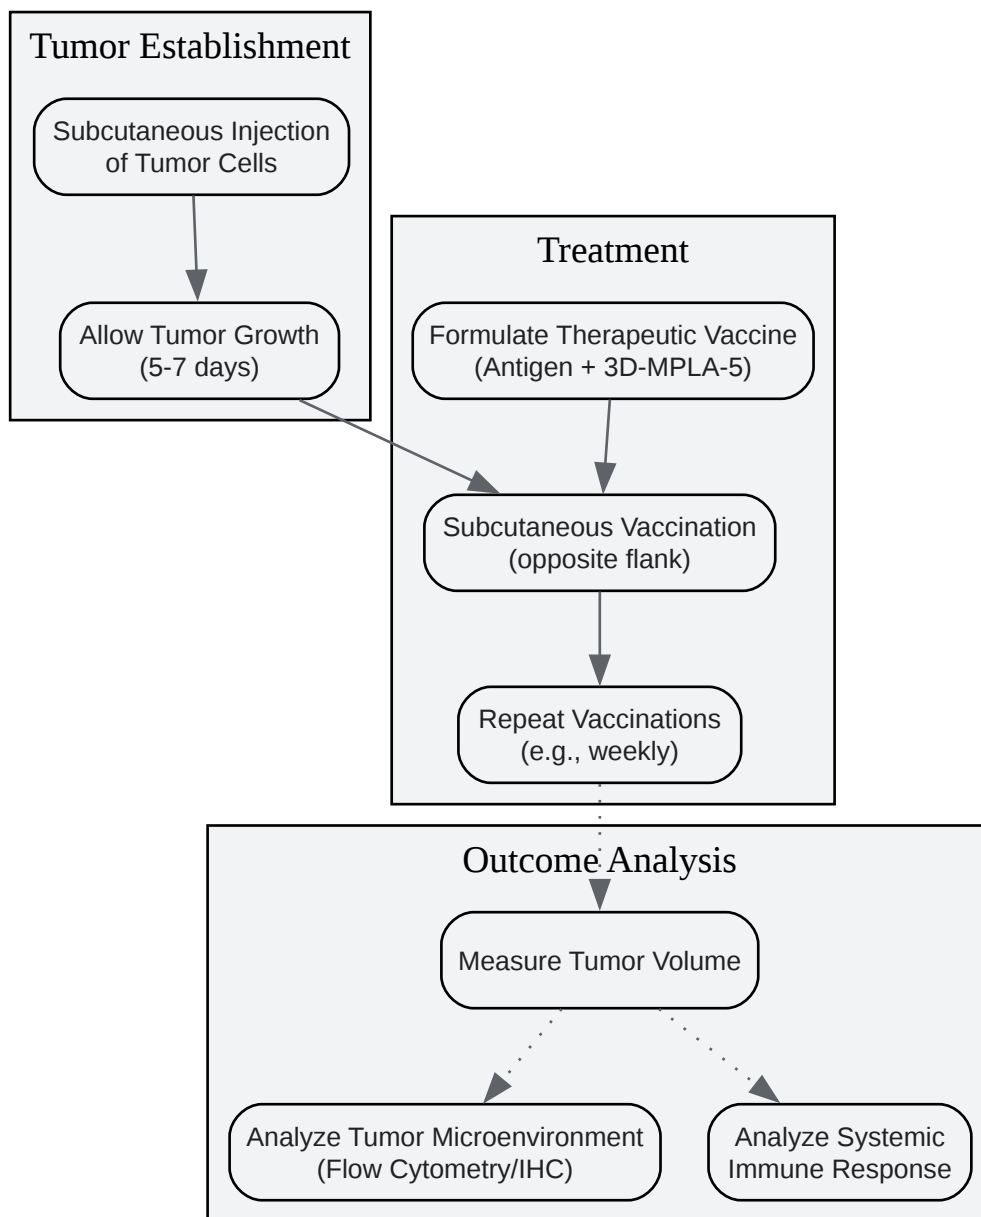 Tumor Establishment
Subcutaneous Injection
of Tumor Cells
Allow Tumor Growth
(5-7 days)
Treatment
Formulate Therapeutic Vaccine
(Antigen + 3D-MPLA-5)
Subcutaneous Vaccination
(opposite flank)
Repeat Vaccinations
(e.g., weekly)
Outcome Analysis
Measure Tumor Volume
Analyze Tumor Microenvironment
(Flow Cytometry/IHC)
Analyze Systemic
Immune Response